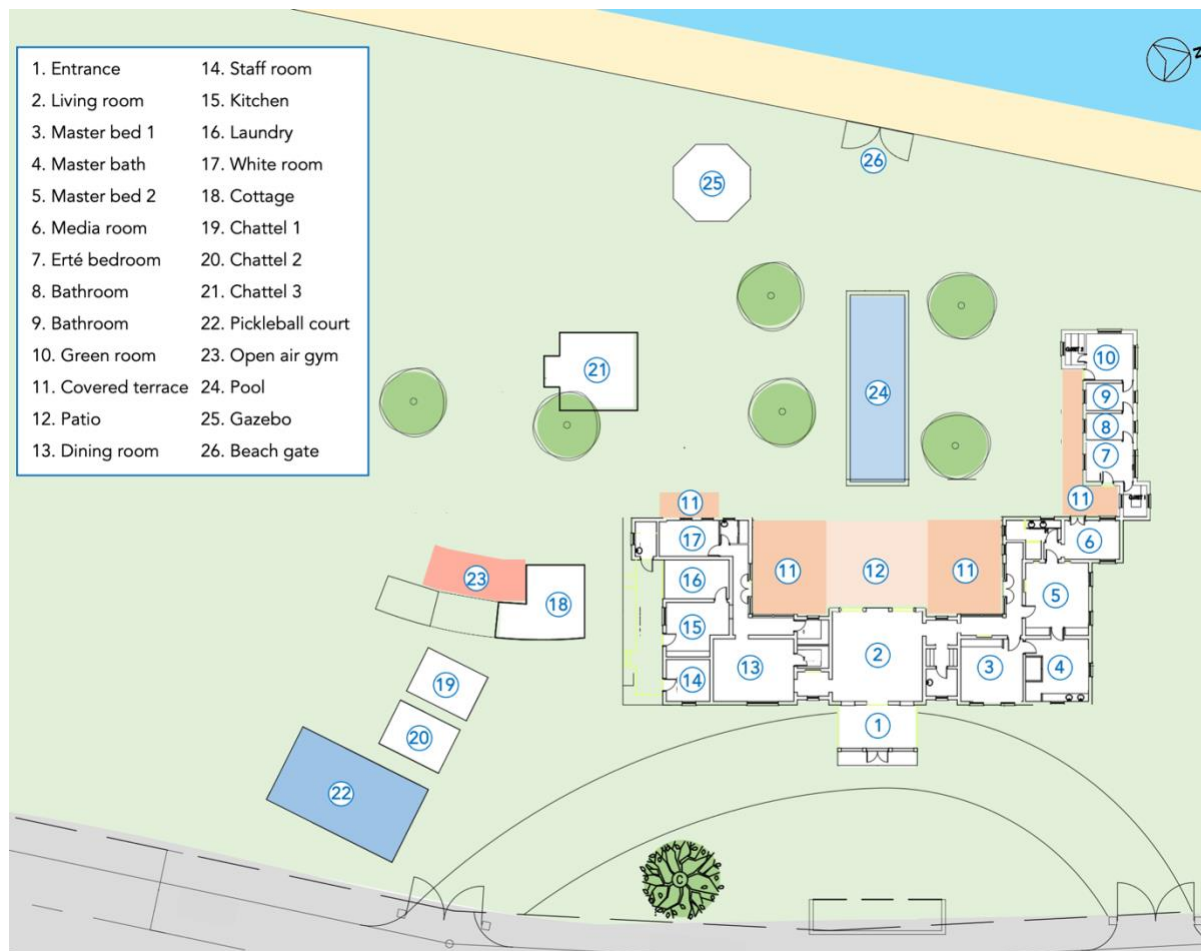 1. Entrance
2. Living room
3. Master bed 1
4. Master bath
5. Master bed 2
6. Media room
7. Erté bedroom
8. Bathroom
9. Bathroom
10. Green room
11. Covered terrace
12. Patio
13. Dining room
14. Staff room
15. Kitchen
16. Laundry
17. White room
18. Cottage
19. Chattel 1
20. Chattel 2
21. Chattel 3
22. Pickleball court
23. Open air gym
24. Pool
25. Gazebo
26. Beach gate
N
26
25
21
24
10
9
8
7
11
CLOSET 1
11
17
6
16
11
12
11
5
23
18
15
13
2
3
4
14
19
20
1
22
C